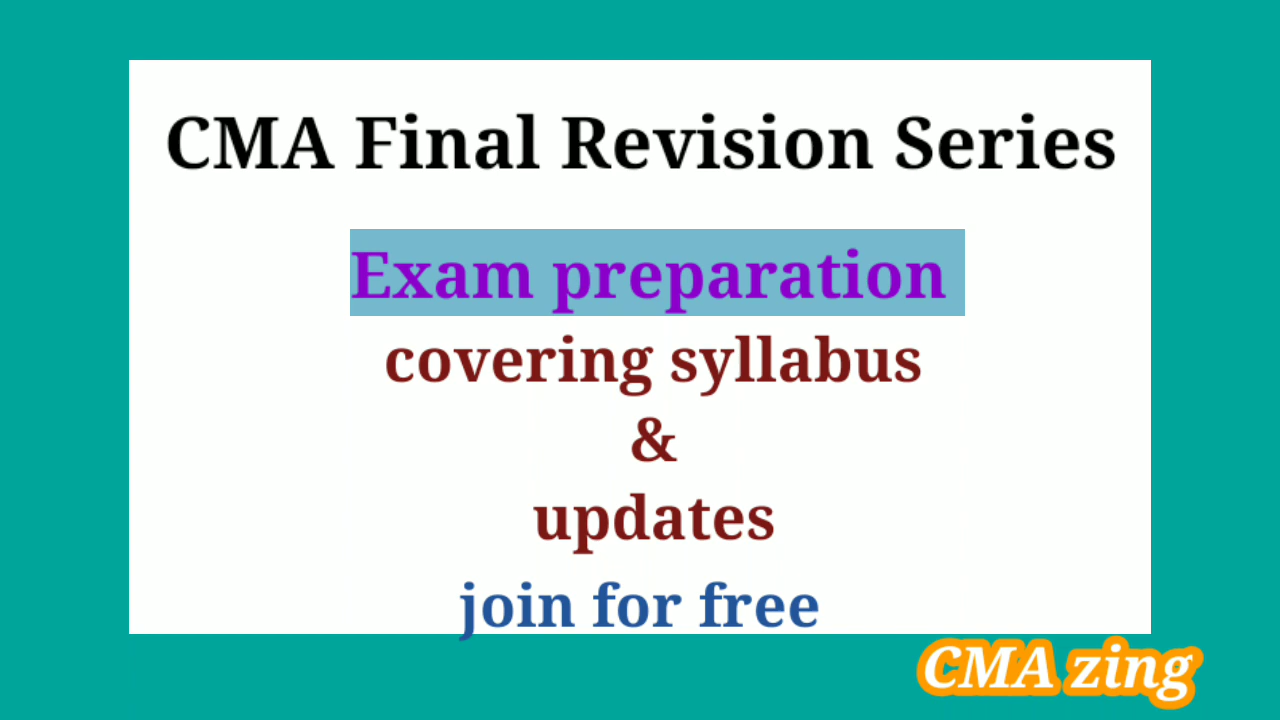 CMA Final Revision Series
Exam preparation
covering syllabus
&
updates
join for free
CMA zing